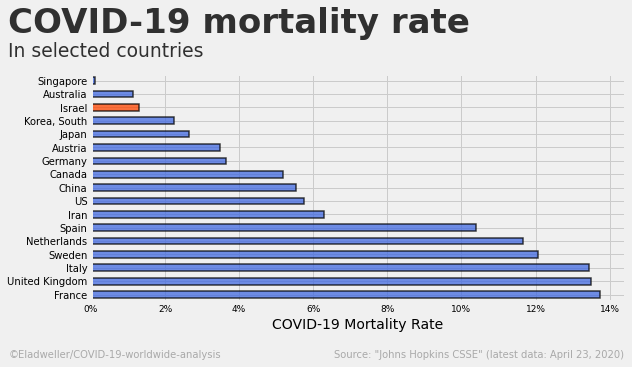 COVID-19 mortality rate
In selected countries
Singapore
Australia
Israel
Korea, South
Japan
Austria
Germany
Canada
China
US
Iran
Spain
Netherlands
Sweden
Italy
United Kingdom
France
0% 2% 4% 6% 8% 10% 12% 14%
COVID-19 Mortality Rate
©Eladweller/COVID-19-worldwide-analysis Source: "Johns Hopkins CSSE" (latest data: April 23, 2020)